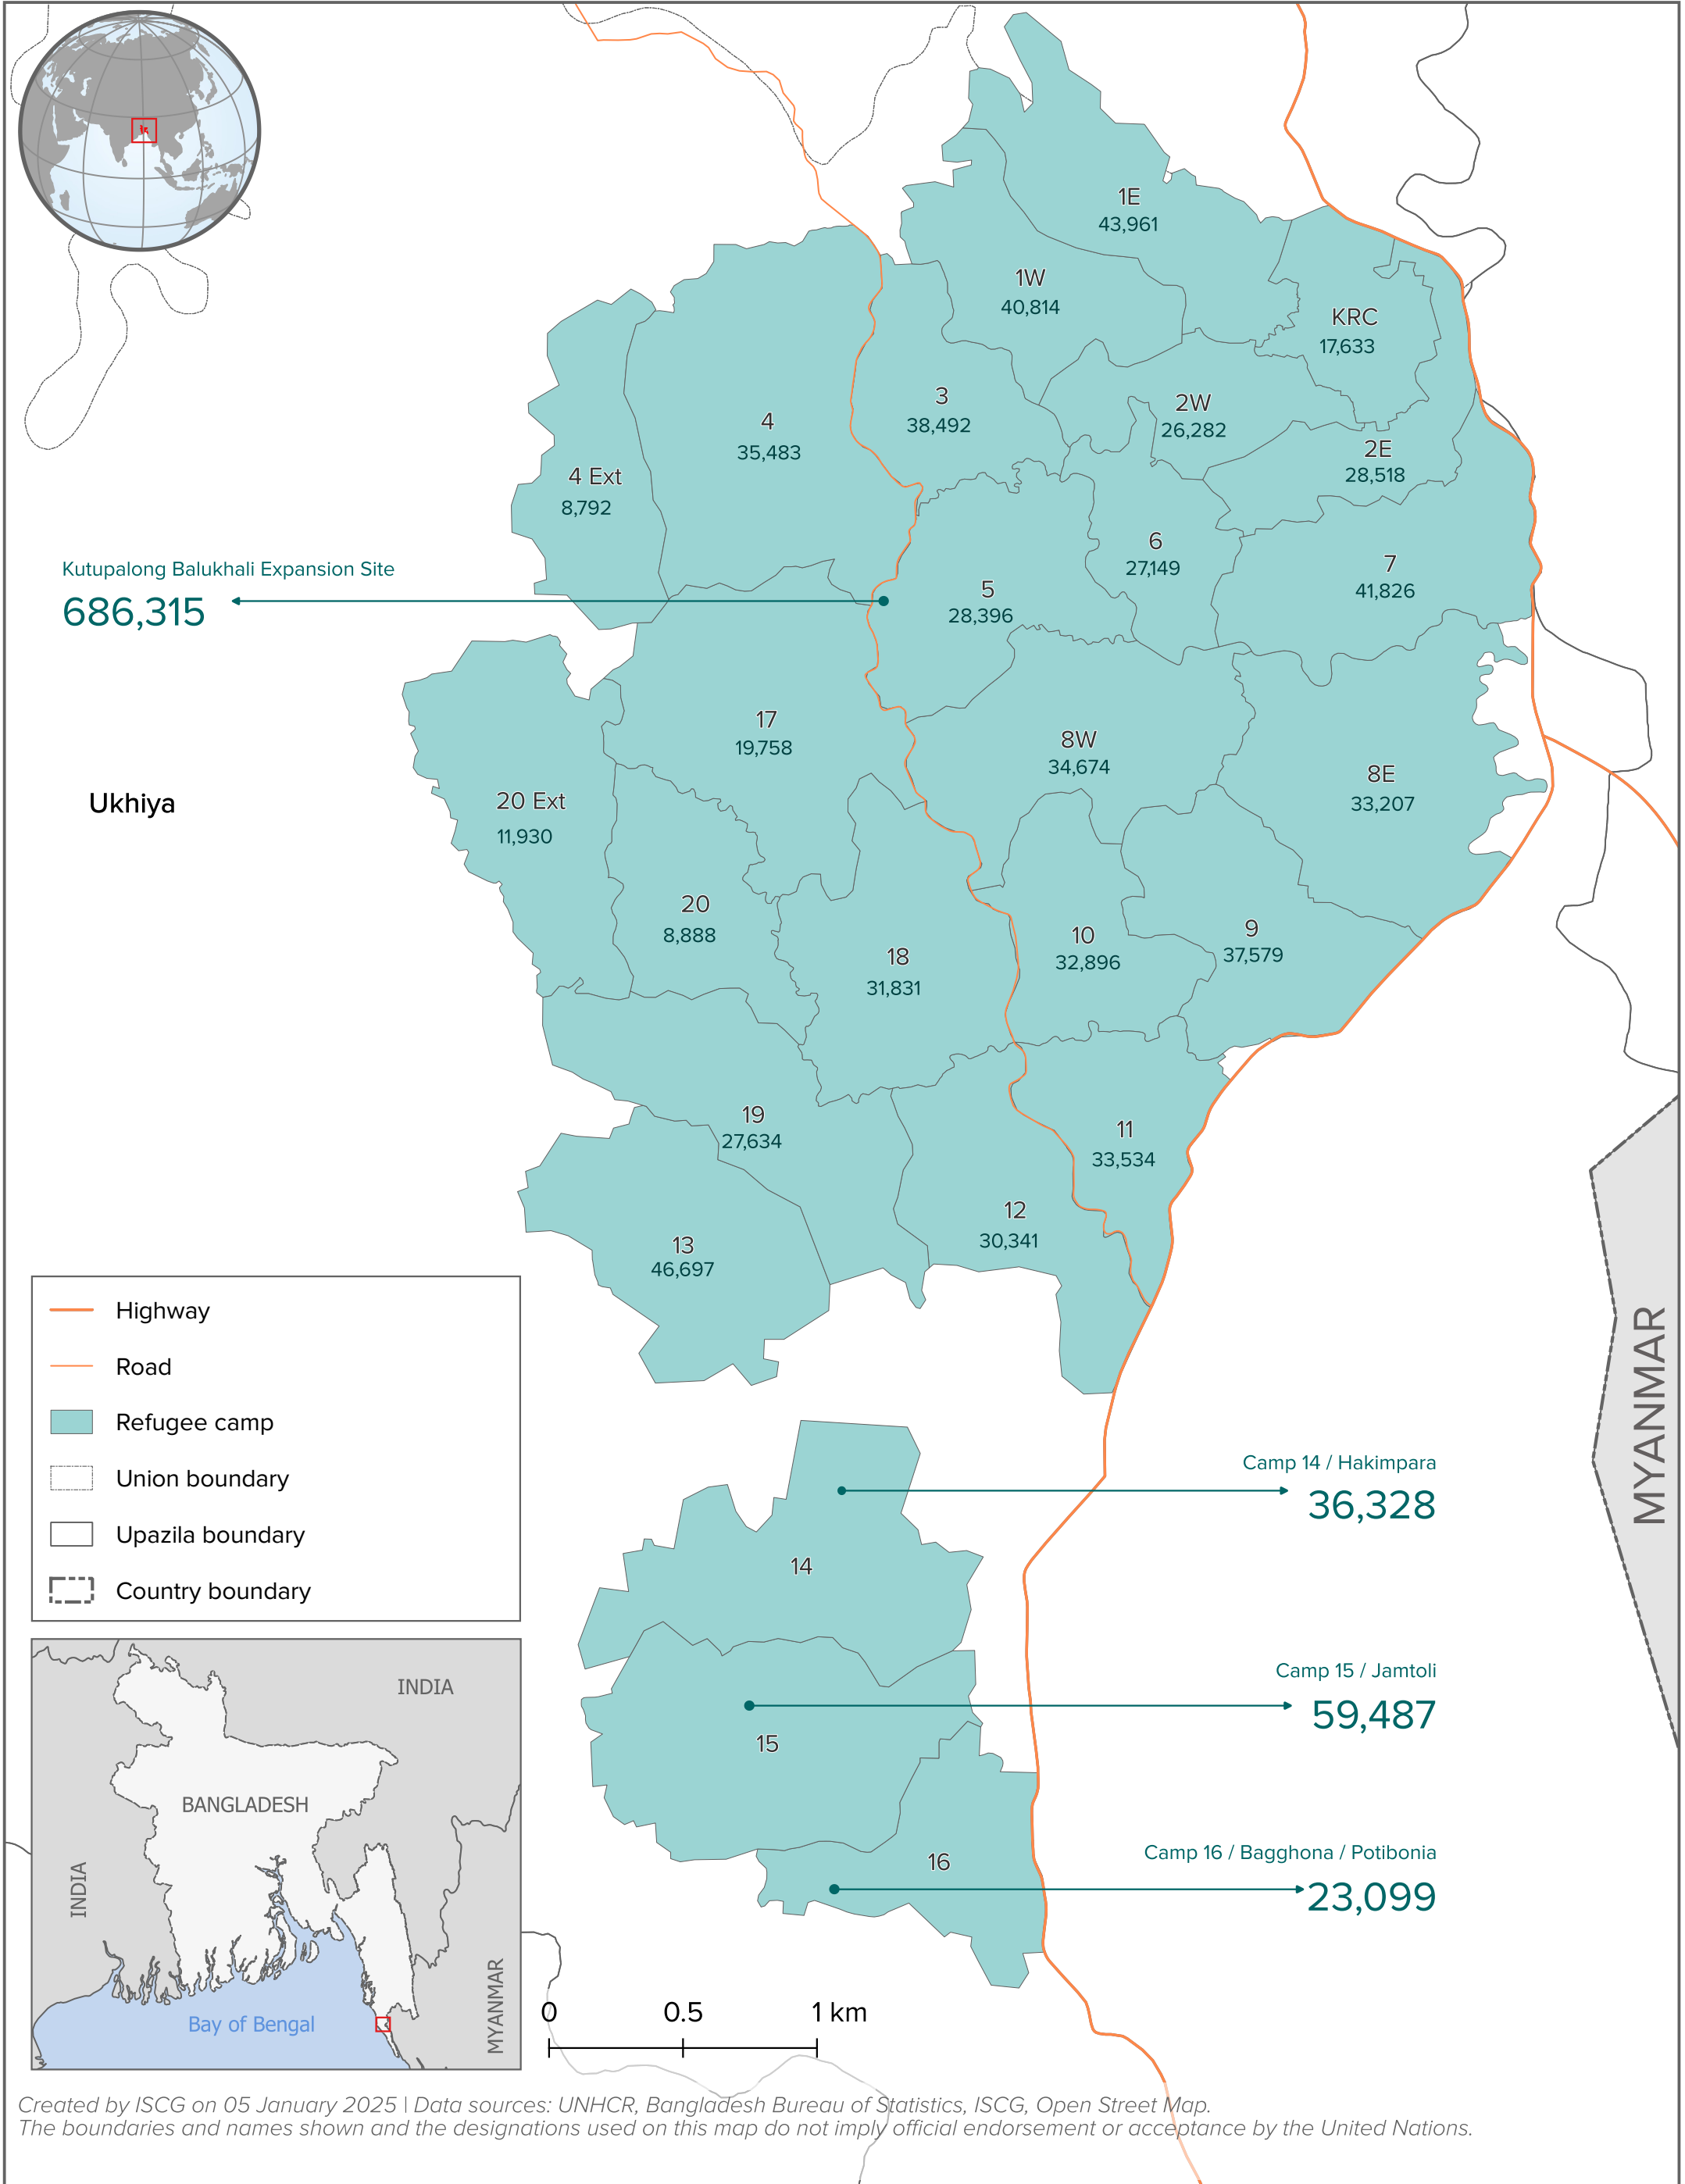 1E
43,961
1W
40,814
KRC
17,633
3
38,492
2W
26,282
4
35,483
2E
28,518
4 Ext
8,792
6
27,149
7
41,826
Kutupalong Balukhali Expansion Site
686,315
5
28,396
17
19,758
8W
34,674
8E
33,207
Ukhiya
20 Ext
11,930
20
8,888
18
31,831
10
32,896
9
37,579
19
27,634
11
33,534
12
30,341
13
46,697
MYANMAR
Highway
Road
Refugee camp
Union boundary
Upazila boundary
Country boundary
Camp 14 / Hakimpara
36,328
14
Camp 15 / Jamtoli
59,487
15
Camp 16 / Bagghona / Potibonia
23,099
16
INDIA
BANGLADESH
INDIA
MYANMAR
Bay of Bengal
0 0.5 1 km
Created by ISCG on 05 January 2025 | Data sources: UNHCR, Bangladesh Bureau of Statistics, ISCG, Open Street Map.
The boundaries and names shown and the designations used on this map do not imply official endorsement or acceptance by the United Nations.